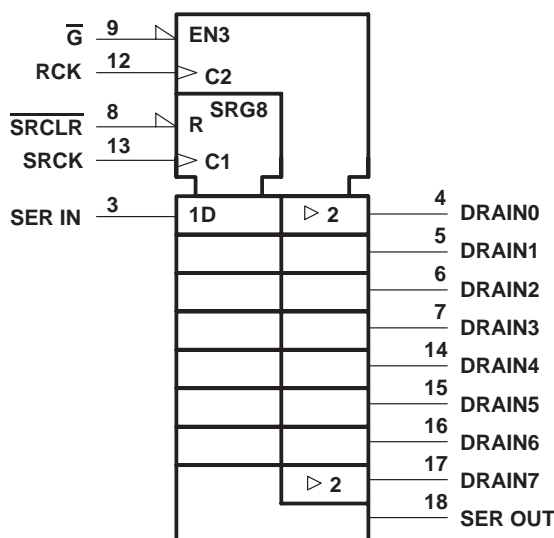 G 9 EN3
RCK 12 C2
SRG8
SRCLR 8 R
SRCK 13 C1
SER IN 3 1D 2 4 DRAIN0
5 DRAIN1
6 DRAIN2
7 DRAIN3
14 DRAIN4
15 DRAIN5
16 DRAIN6
2 17 DRAIN7
18 SER OUT